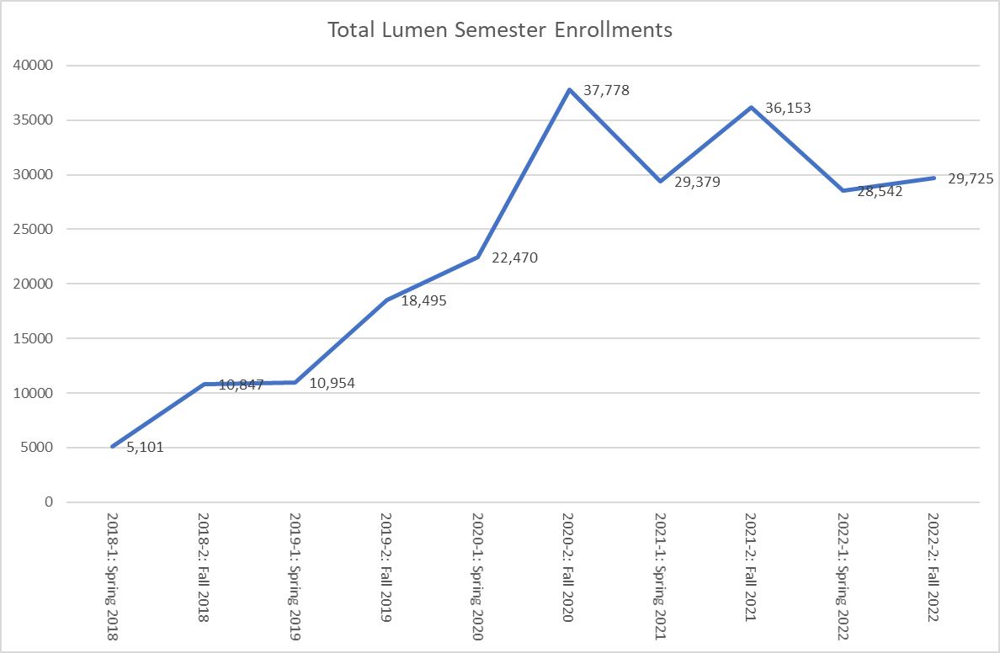 Total Lumen Semester Enrollments
40000
35000
30000
25000
20000
15000
10000
5000
0
5,101
10,847
10,954
18,495
22,470
37,778
29,379
36,153
28,542
29,725
2018-1: Spring 2018
2018-2: Fall 2018
2019-1: Spring 2019
2019-2: Fall 2019
2020-1: Spring 2020
2020-2: Fall 2020
2021-1: Spring 2021
2021-2: Fall 2021
2022-1: Spring 2022
2022-2: Fall 2022